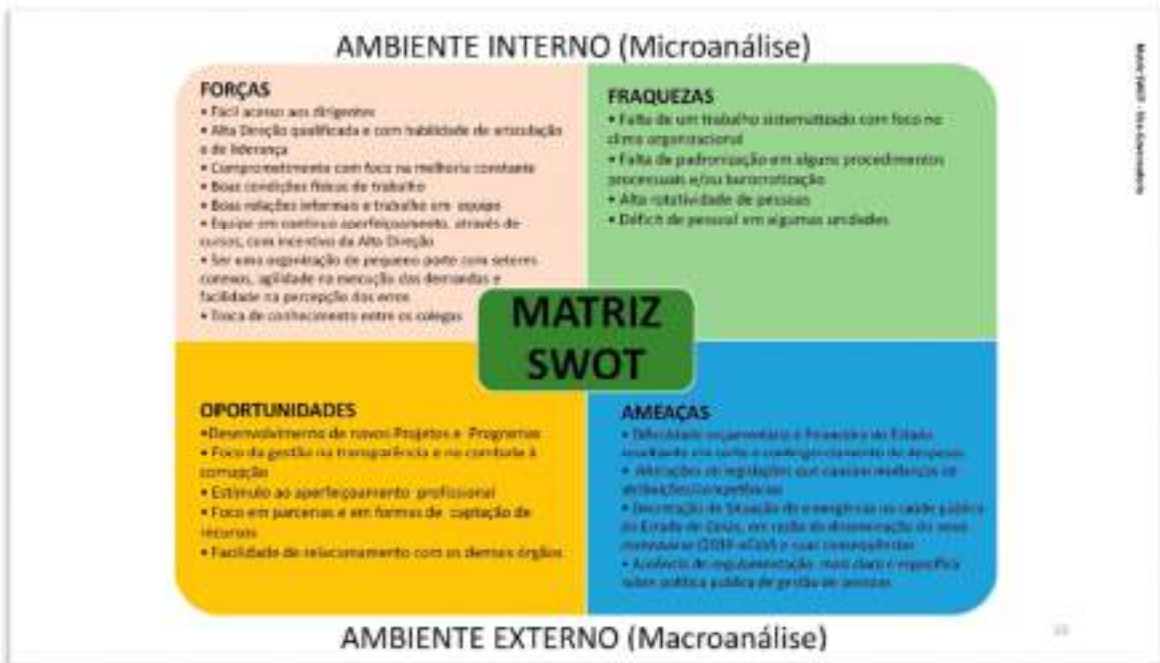 AMBIENTE INTERNO (Microanálise)
FORÇAS
• Fácil acesso aos dirigentes
• Alta Direção qualificada e com habilidade de articulação
e de liderança
• Comprometimento com foco na melhoria constante
• Boas condições físicas de trabalho
• Boas relações informais e trabalho em equipe
• Equipe em contínuo aperfeiçoamento, através de
cursos, com incentivo da Alta Direção
• Ser uma organização de pequeno porte com setores
conexos, agilidade na execução das demandas e
facilidade na percepção dos erros
• Troca de conhecimento entre os colegas
FRAQUEZAS
• Falta de um trabalho sistematizado com foco no
clima organizacional
• Falta de padronização em alguns procedimentos
processuais e/ou burocratização
• Alta rotatividade de pessoas
• Déficit de pessoal em algumas unidades
MATRIZ
SWOT
OPORTUNIDADES
•Desenvolvimento de novos Projetos e Programas
• Foco da gestão na transparência e no combate à
corrupção
• Estímulo ao aperfeiçoamento profissional
• Foco em parcerias e em formas de captação de
recursos
• Facilidade de relacionamento com os demais órgãos
AMEAÇAS
• Dificuldade orçamentária e Financeira do Estado
resultando em corte e contingenciamento de despesas
• Alterações de legislações que causam mudanças de
atribuições/competências
• Decretação de Situação de emergência na saúde pública
do Estado de Goiás, em razão da disseminação do novo
coronavírus (2019-nCoV) e suas consequências
• Ausência de regulamentação mais clara e específica
sobre política pública de gestão de pessoas
AMBIENTE EXTERNO (Macroanálise)